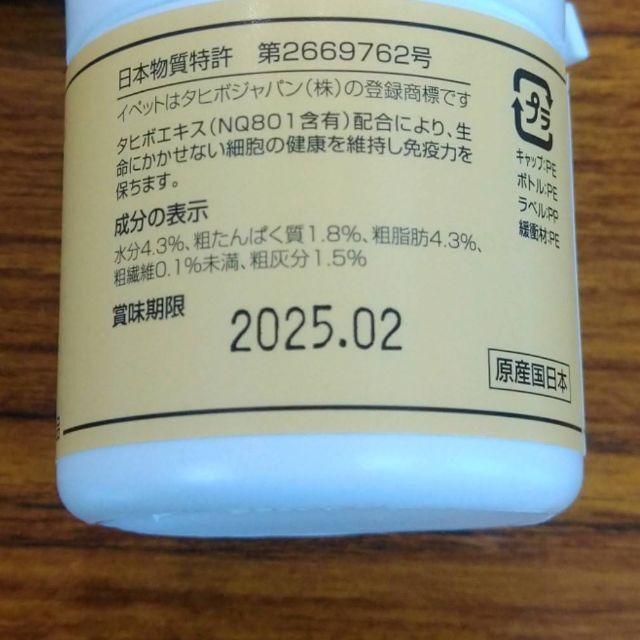 日本物質特許 第2669762号
イペットはタヒボジャパン(株)の登録商標です
タヒボエキス(NQ801含有)配合により、生
命にかかせない細胞の健康を維持し免疫力を
保ちます。
成分の表示
水分4.3%、粗たんぱく質1.8%、粗脂肪4.3%、
粗繊維0.1%未満、粗灰分1.5%
賞味期限
2025.02
プラ
キャップ:PE
ボトル:PE
ラベル:PP
緩衝材:PE
原産国日本